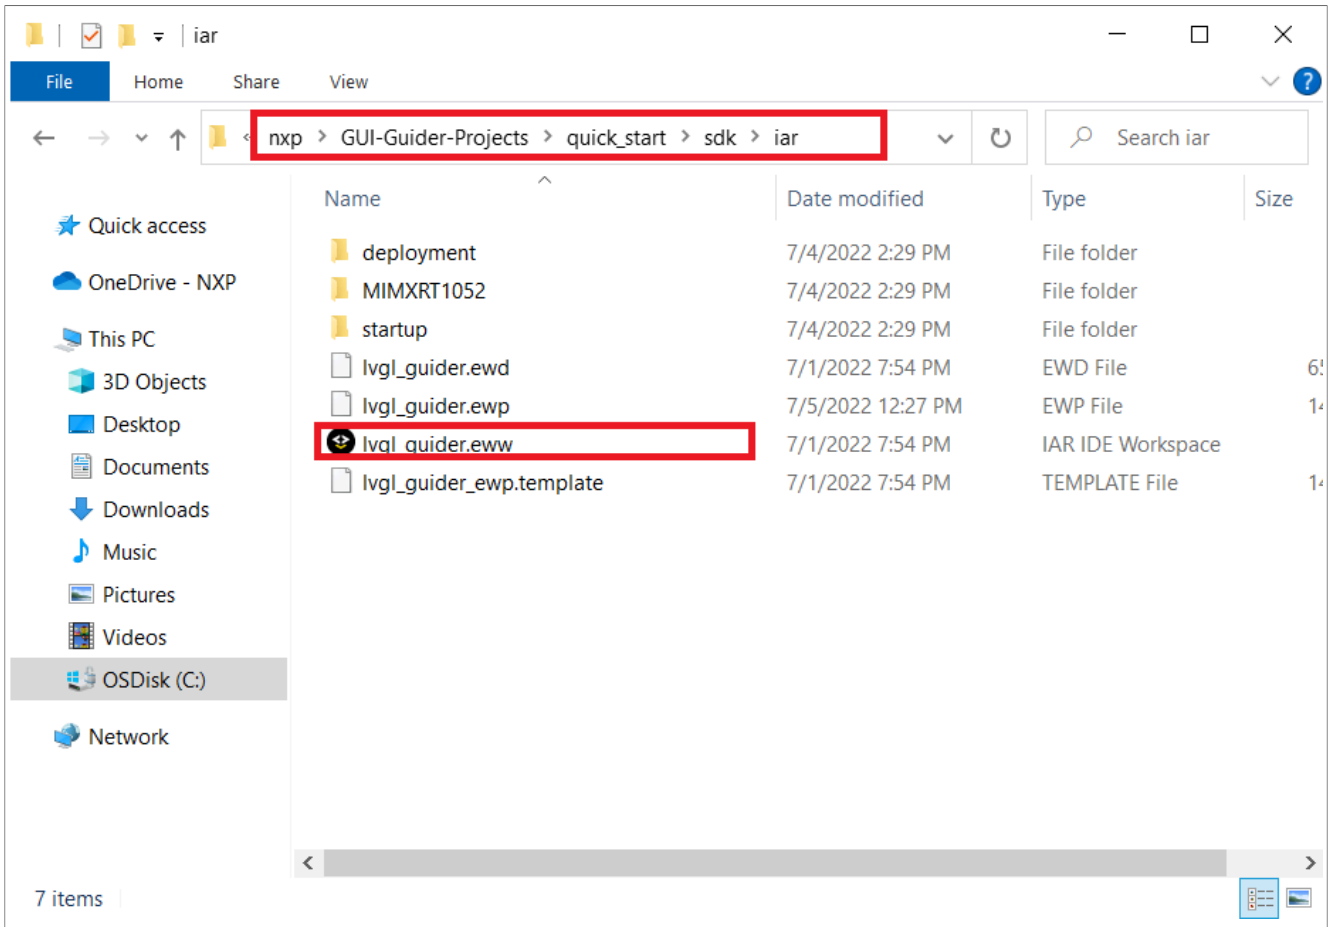 iar
File Home Share View ?
« nxp > GUI-Guider-Projects > quick_start > sdk > iar Search iar
Name Date modified Type Size
Quick access
OneDrive - NXP
This PC
3D Objects
Desktop
Documents
Downloads
Music
Pictures
Videos
OSDisk (C:)
Network
deployment 7/4/2022 2:29 PM File folder
MIMXRT1052 7/4/2022 2:29 PM File folder
startup 7/4/2022 2:29 PM File folder
lvgl_guider.ewd 7/1/2022 7:54 PM EWD File
lvgl_guider.ewp 7/5/2022 12:27 PM EWP File
lvgl_guider.eww 7/1/2022 7:54 PM IAR IDE Workspace
lvgl_guider_ewp.template 7/1/2022 7:54 PM TEMPLATE File
7 items